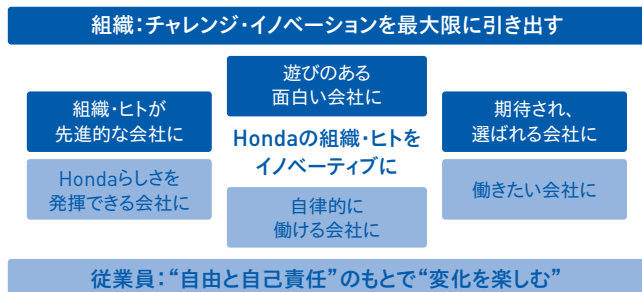 組織：チャレンジ・イノベーションを最大限に引き出す
遊びのある
面白い会社に
組織・ヒトが
先進的な会社に
期待され、
選ばれる会社に
Hondaの組織・ヒトを
イノベーティブに
Hondaらしさを
発揮できる会社に
自律的に
働ける会社に
働きたい会社に
従業員：“自由と自己責任”のもとで“変化を楽しむ”